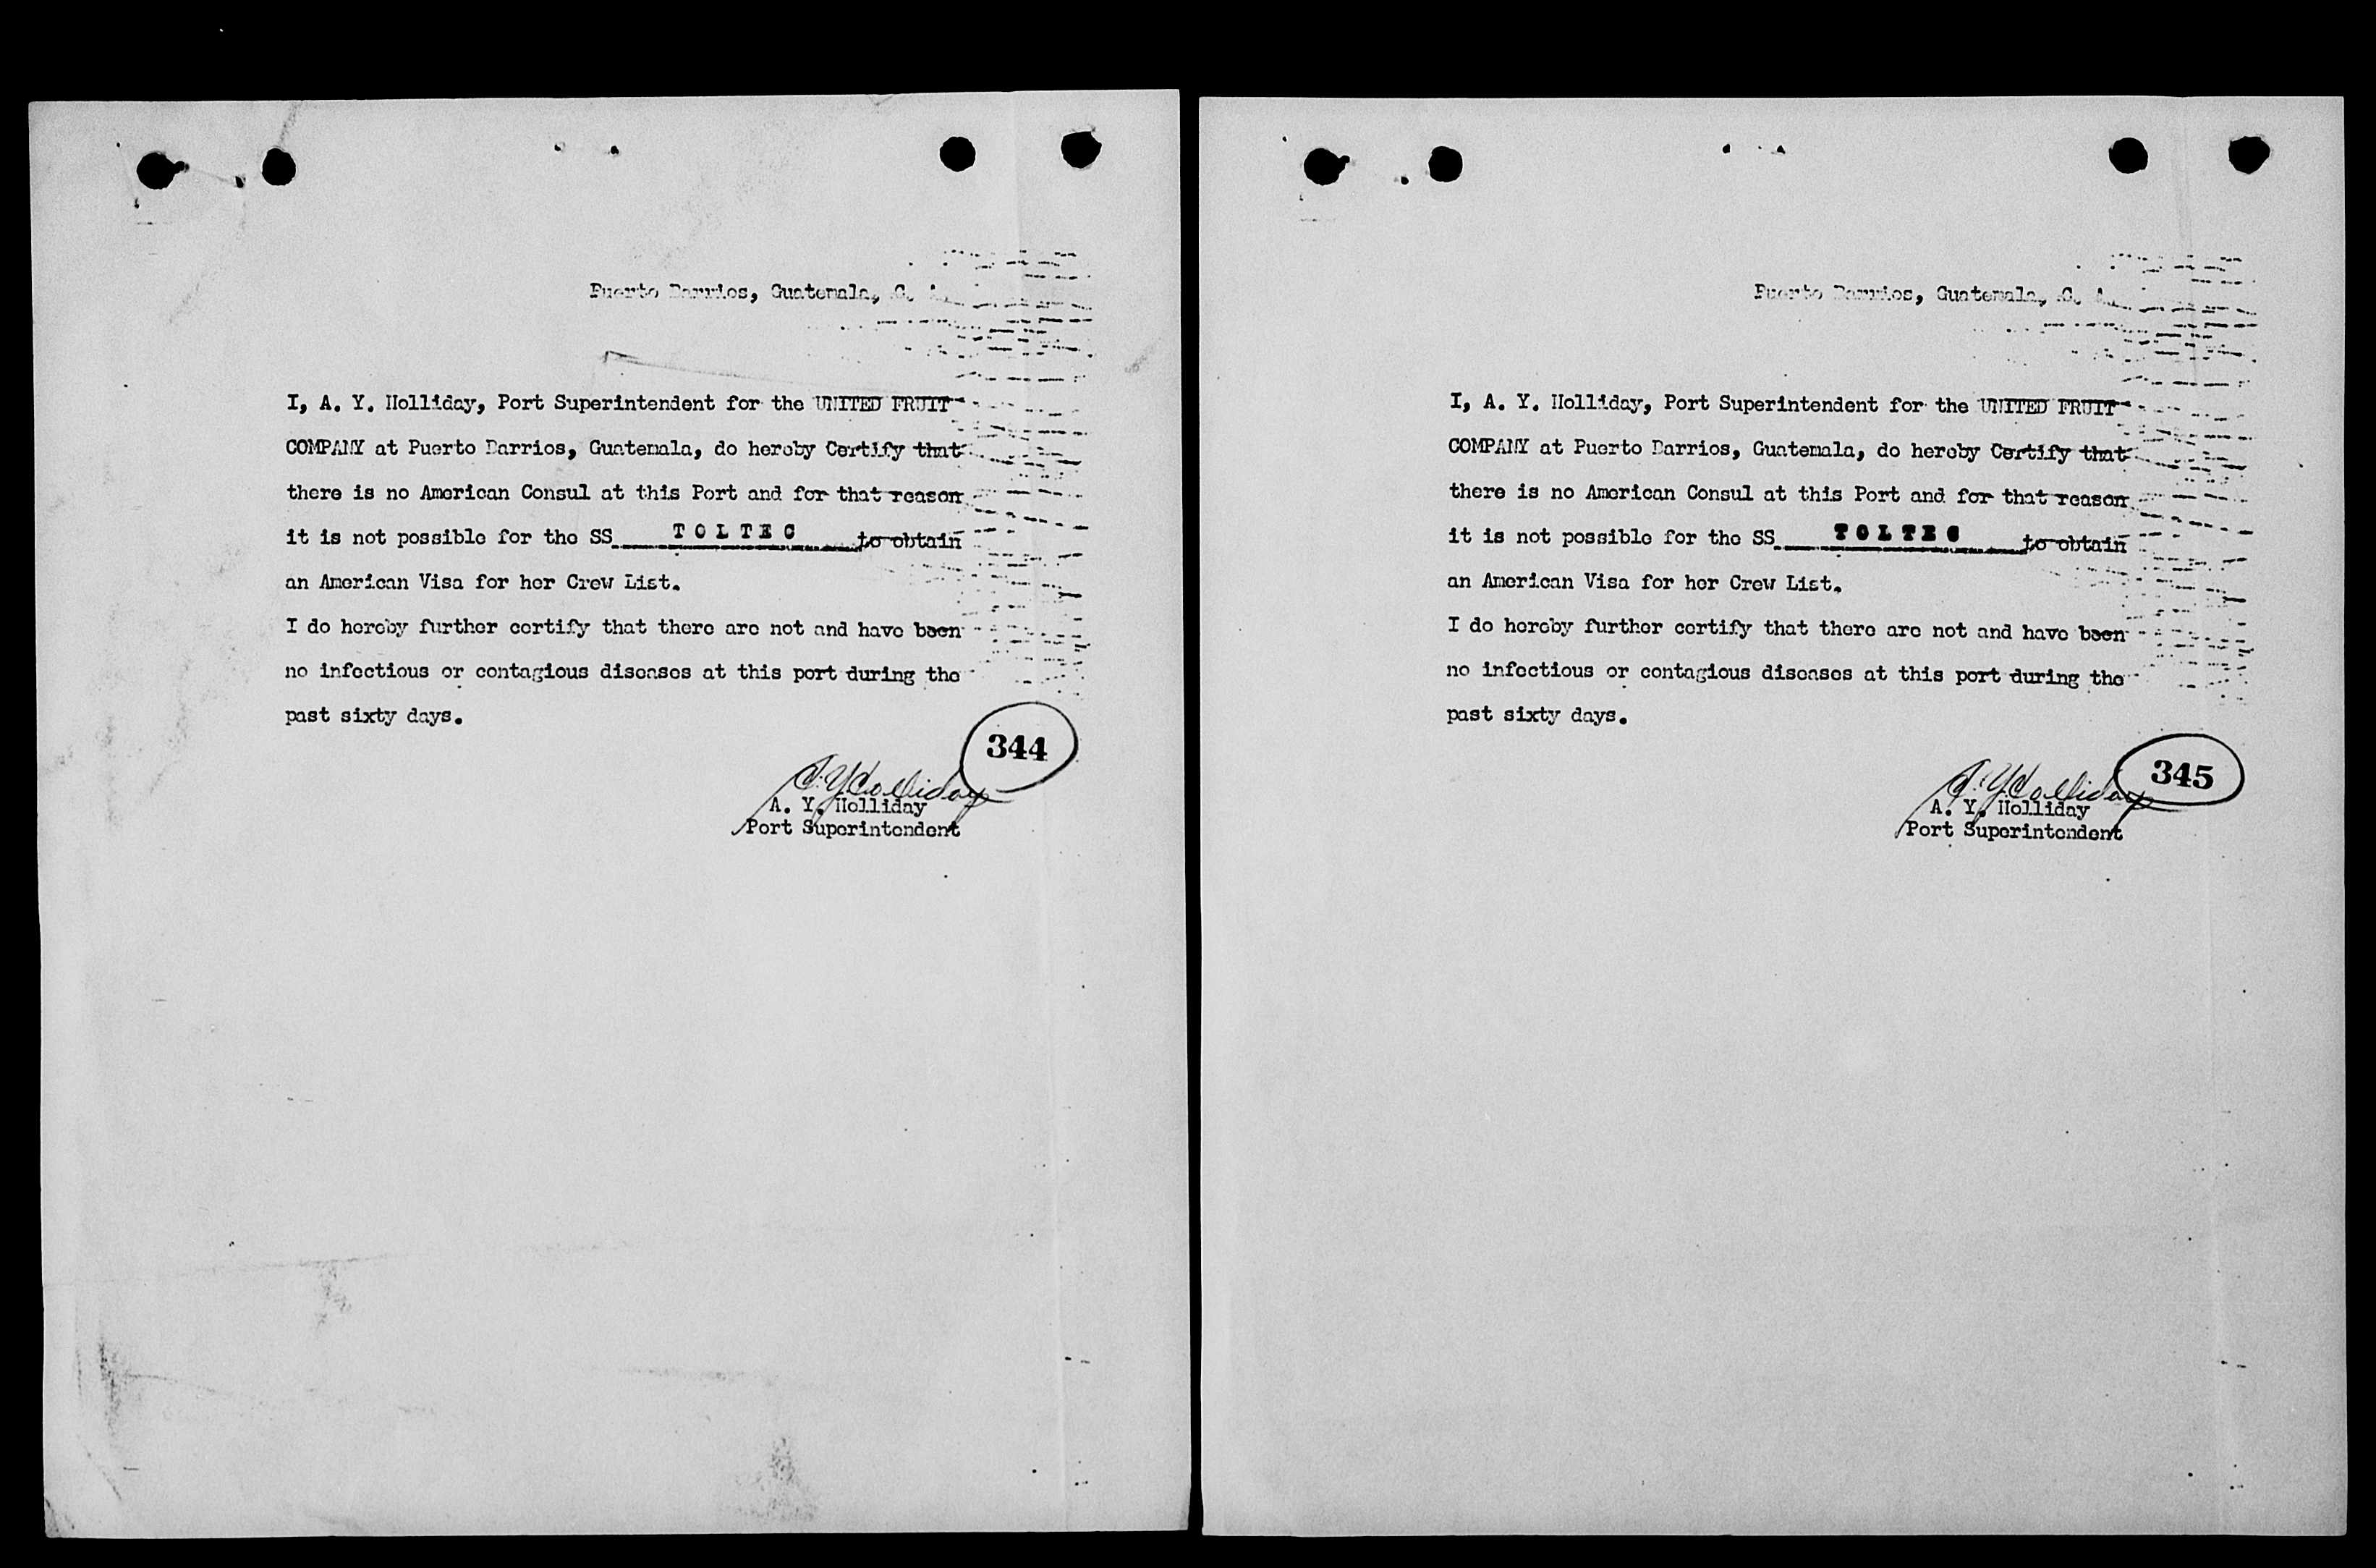 Puerto Barrios, Guatemala, C. A.
I, A. Y. Holliday, Port Superintendent for the UNITED FRUIT
COMPANY at Puerto Barrios, Guatemala, do hereby Certify that
there is no American Consul at this Port and for that reason
it is not possible for the SS TOLTEC to obtain
an American Visa for her Crew List.
I do hereby further certify that there are not and have been
no infectious or contagious diseases at this port during the
past sixty days.
344
A. Y. Holliday
A. Y. Holliday
Port Superintendent
Puerto Barrios, Guatemala, C. A.
I, A. Y. Holliday, Port Superintendent for the UNITED FRUIT
COMPANY at Puerto Barrios, Guatemala, do hereby Certify that
there is no American Consul at this Port and for that reason
it is not possible for the SS TOLTEC to obtain
an American Visa for her Crew List.
I do hereby further certify that there are not and have been
no infectious or contagious diseases at this port during the
past sixty days.
345
A. Y. Holliday
A. Y. Holliday
Port Superintendent